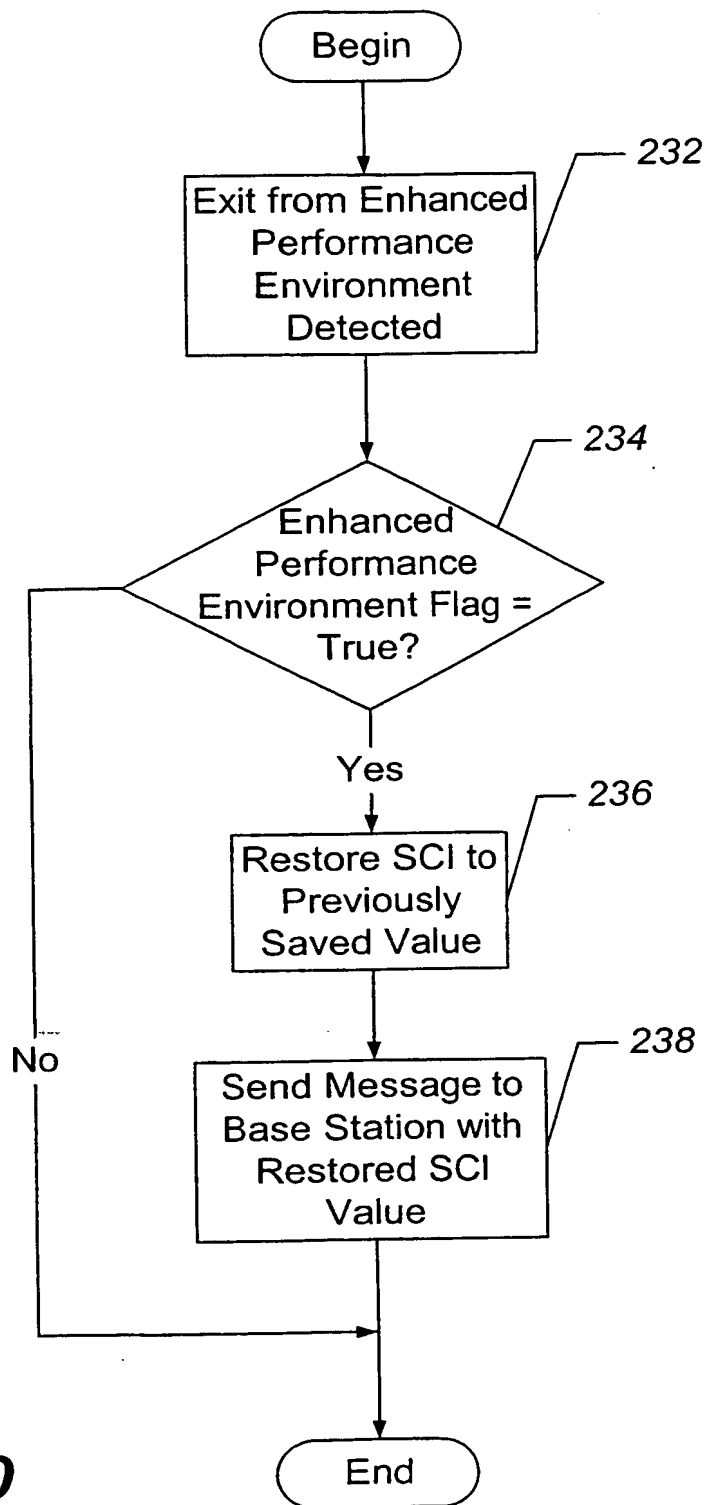 Begin
232
Exit from Enhanced
Performance
Environment
Detected
234
Enhanced
Performance
Environment Flag =
True?
Yes
236
Restore SCI to
Previously
Saved Value
No
238
Send Message to
Base Station with
Restored SCI
Value
End